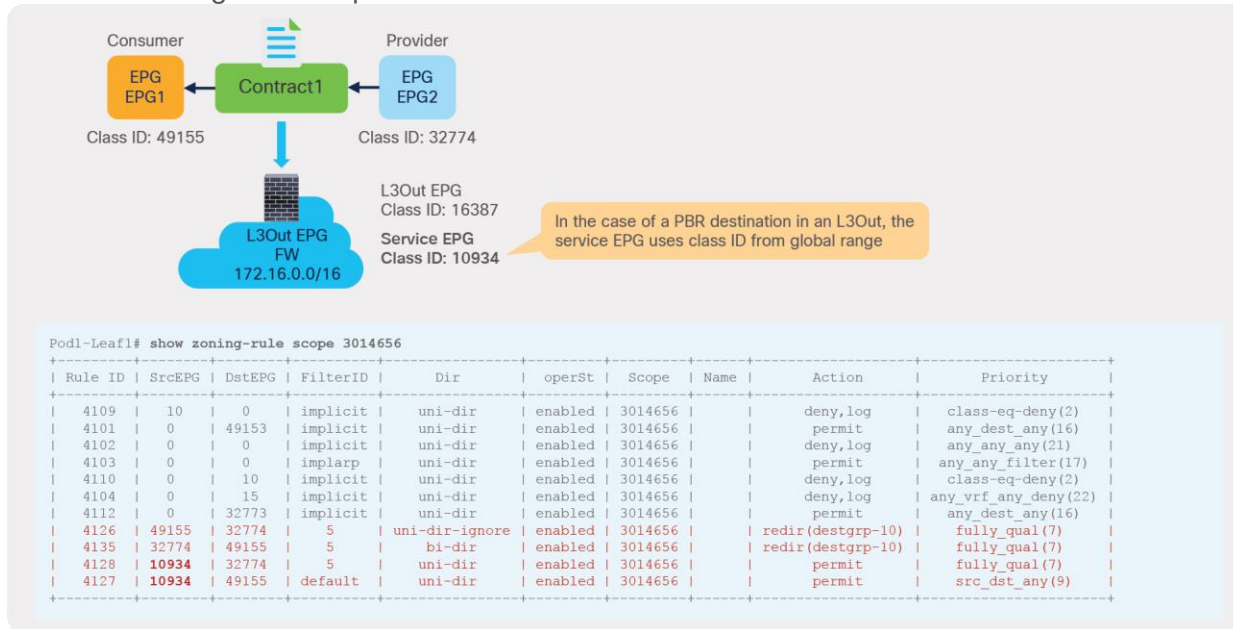 Consumer
Provider
EPG
EPG1
Contract1
EPG
EPG2
Class ID: 49155
Class ID: 32774
L3Out EPG
Class ID: 16387
Service EPG
Class ID: 10934
L3Out EPG
FW
172.16.0.0/16
In the case of a PBR destination in an L3Out, the
service EPG uses class ID from global range
Pod1-Leaf1# show zoning-rule scope 3014656
+---------+--------+--------+----------+----------------+---------+---------+------+-------------------+----------------------+
| Rule ID | SrcEPG | DstEPG | FilterID | Dir | operSt | Scope | Name | Action | Priority |
+---------+--------+--------+----------+----------------+---------+---------+------+-------------------+----------------------+
| 4109 | 10 | 0 | implicit | uni-dir | enabled | 3014656 | | deny,log | class-eq-deny(2) |
| 4101 | 0 | 49153 | implicit | uni-dir | enabled | 3014656 | | permit | any_dest_any(16) |
| 4102 | 0 | 0 | implicit | uni-dir | enabled | 3014656 | | deny,log | any_any_any(21) |
| 4103 | 0 | 0 | implarp | uni-dir | enabled | 3014656 | | permit | any_any_filter(17) |
| 4110 | 0 | 10 | implicit | uni-dir | enabled | 3014656 | | deny,log | class-eq-deny(2) |
| 4104 | 0 | 15 | implicit | uni-dir | enabled | 3014656 | | deny,log | any_vrf_any_deny(22) |
| 4112 | 0 | 32773 | implicit | uni-dir | enabled | 3014656 | | permit | any_dest_any(16) |
| 4126 | 49155 | 32774 | 5 | uni-dir-ignore | enabled | 3014656 | | redir(destgrp-10) | fully_qual(7) |
| 4135 | 32774 | 49155 | 5 | bi-dir | enabled | 3014656 | | redir(destgrp-10) | fully_qual(7) |
| 4128 | 10934 | 32774 | 5 | uni-dir | enabled | 3014656 | | permit | fully_qual(7) |
| 4127 | 10934 | 49155 | default | uni-dir | enabled | 3014656 | | permit | src_dst_any(9) |
+---------+--------+--------+----------+----------------+---------+---------+------+-------------------+----------------------+